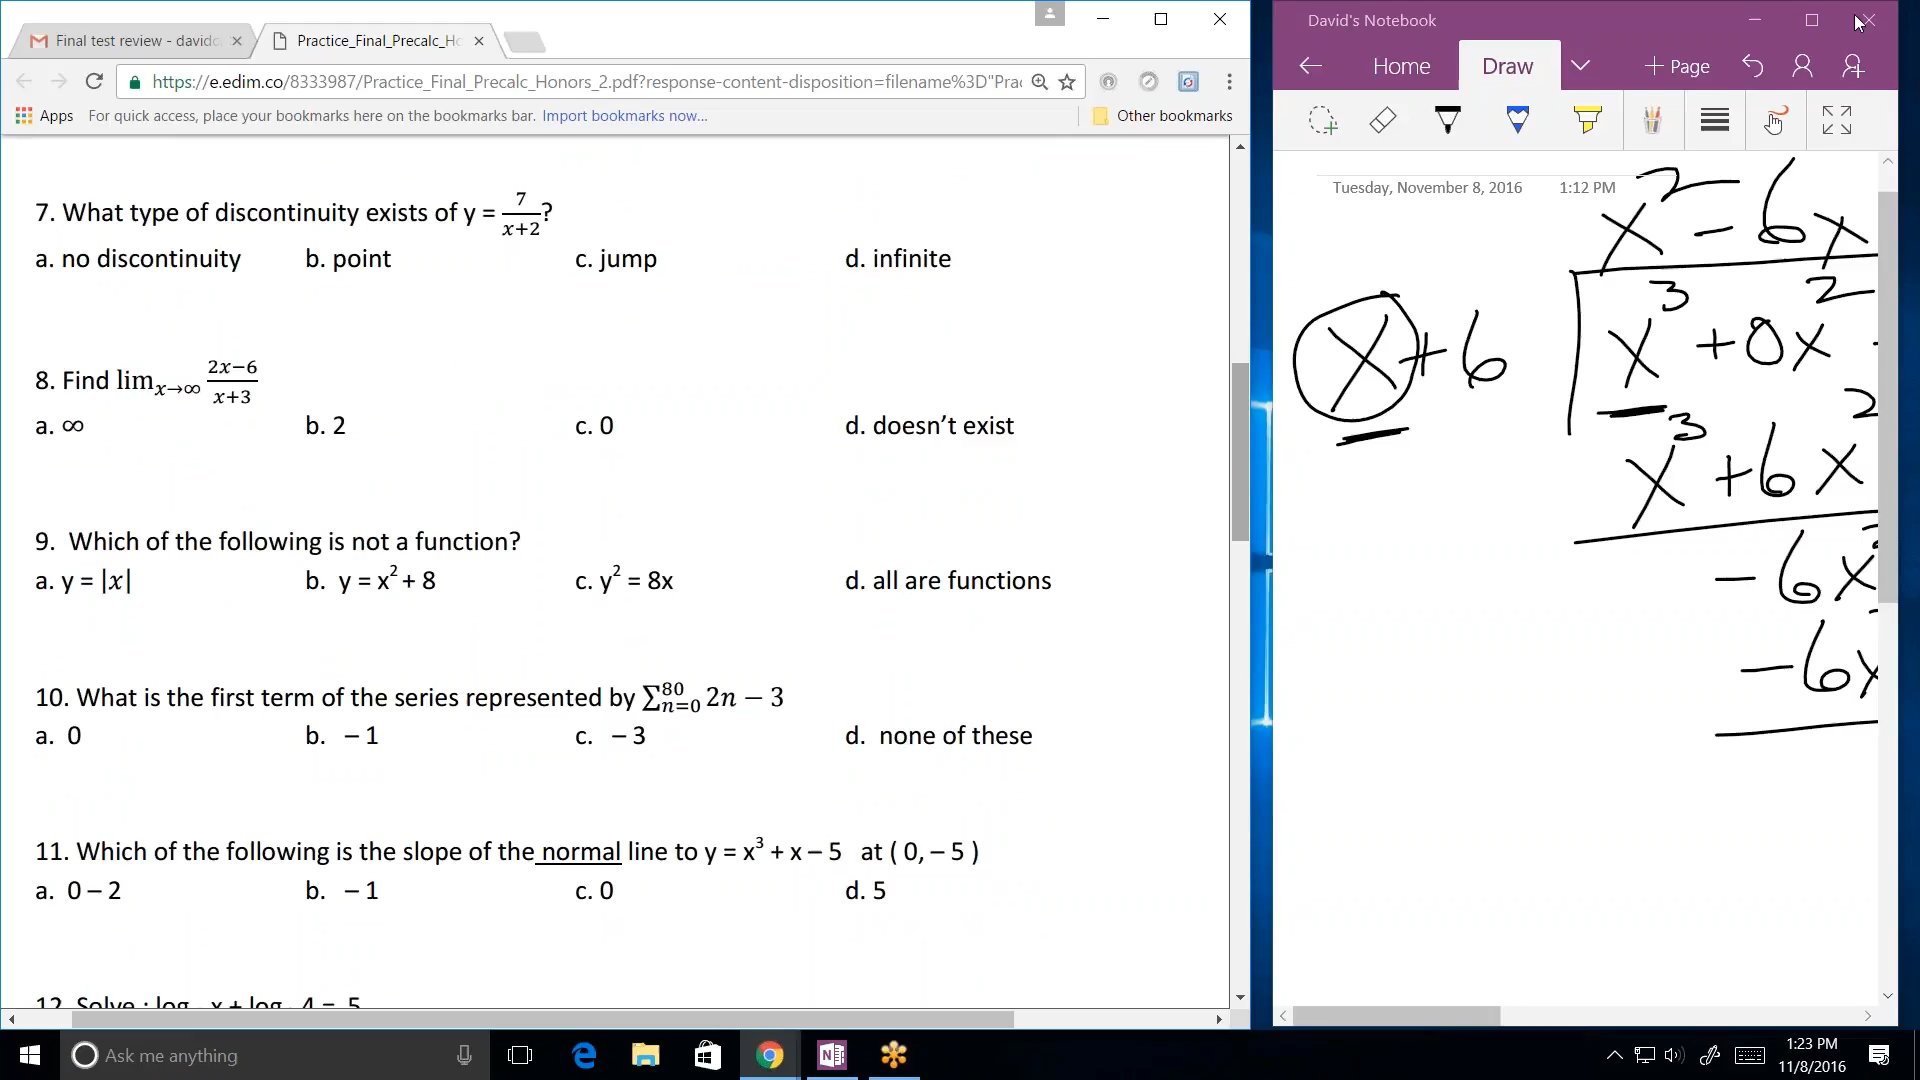 Final test review - davidc
Practice_Final_Precalc_Ho
https://e.edim.co/8333987/Practice_Final_Precalc_Honors_2.pdf?response-content-disposition=filename%3D"Prac
Apps For quick access, place your bookmarks here on the bookmarks bar. Import bookmarks now... Other bookmarks
7. What type of discontinuity exists of y = 7/(x+2)?
a. no discontinuity b. point c. jump d. infinite
8. Find lim x→∞ (2x−6)/(x+3)
a. ∞ b. 2 c. 0 d. doesn’t exist
9. Which of the following is not a function?
a. y = |x| b. y = x² + 8 c. y² = 8x d. all are functions
10. What is the first term of the series represented by ∑_{n=0}^{80} 2n − 3
a. 0 b. – 1 c. – 3 d. none of these
11. Which of the following is the slope of the normal line to y = x³ + x – 5 at ( 0, – 5 )
a. 0 – 2 b. – 1 c. 0 d. 5
David's Notebook
Home Draw + Page
Tuesday, November 8, 2016 1:12 PM
x² - 6x
x + 6 x³ + 0x²
x³ + 6x²
- 6x²
- 6x
Ask me anything
1:23 PM
11/8/2016